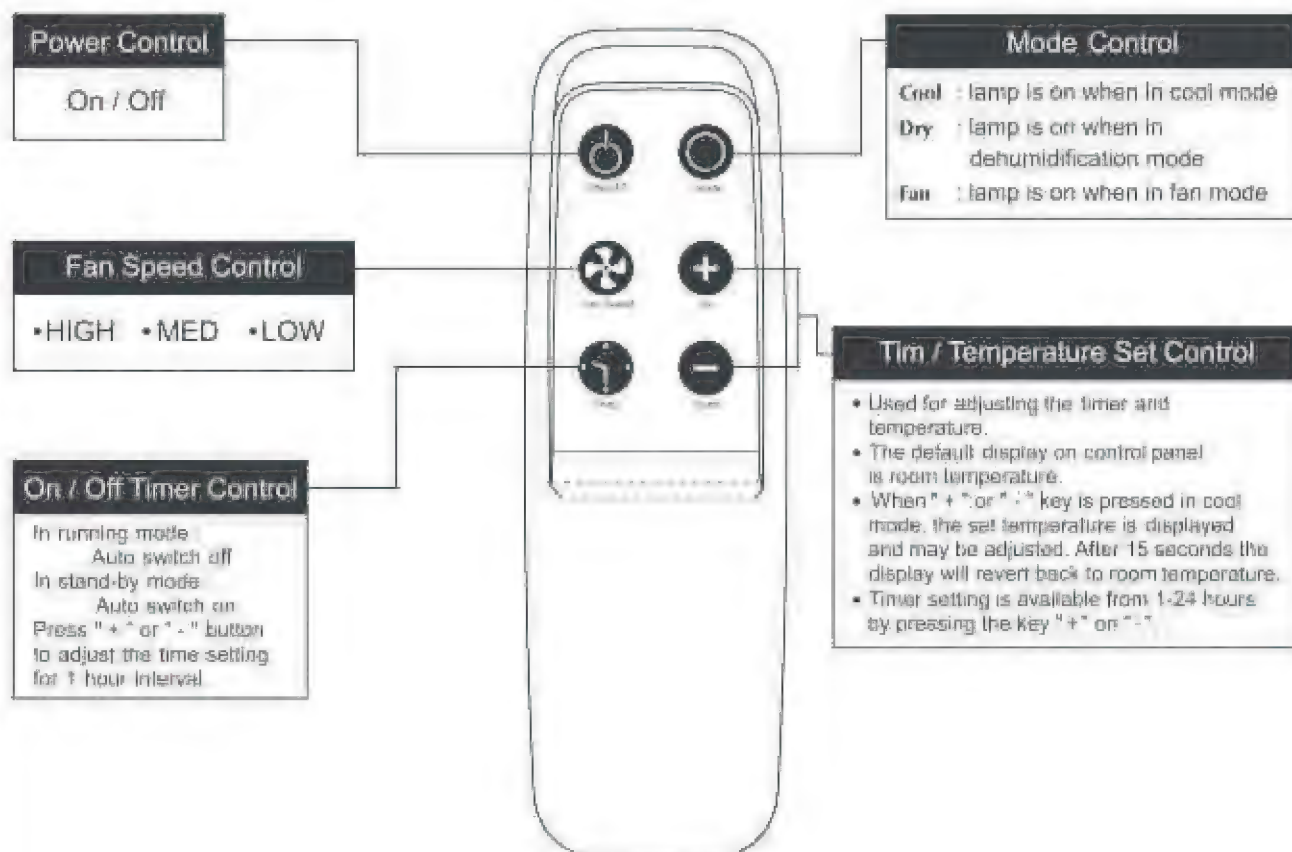 Power Control
On / Off
Mode Control
Cool : lamp is on when in cool mode
Dry : lamp is on when in
dehumidification mode
Fan : lamp is on when in fan mode
Fan Speed Control
•HIGH •MED •LOW
Tim / Temperature Set Control
• Used for adjusting the timer and
temperature.
• The default display on control panel
is room temperature.
• When " + " or " - " key is pressed in cool
mode, the set temperature is displayed
and may be adjusted. After 15 seconds the
display will revert back to room temperature.
• Timer setting is available from 1-24 hours
by pressing the key "+" on "-"
On / Off Timer Control
In running mode
Auto switch off
In stand-by mode
Auto switch on
Press " + " or " - " button
to adjust the time setting
for 1 hour interval